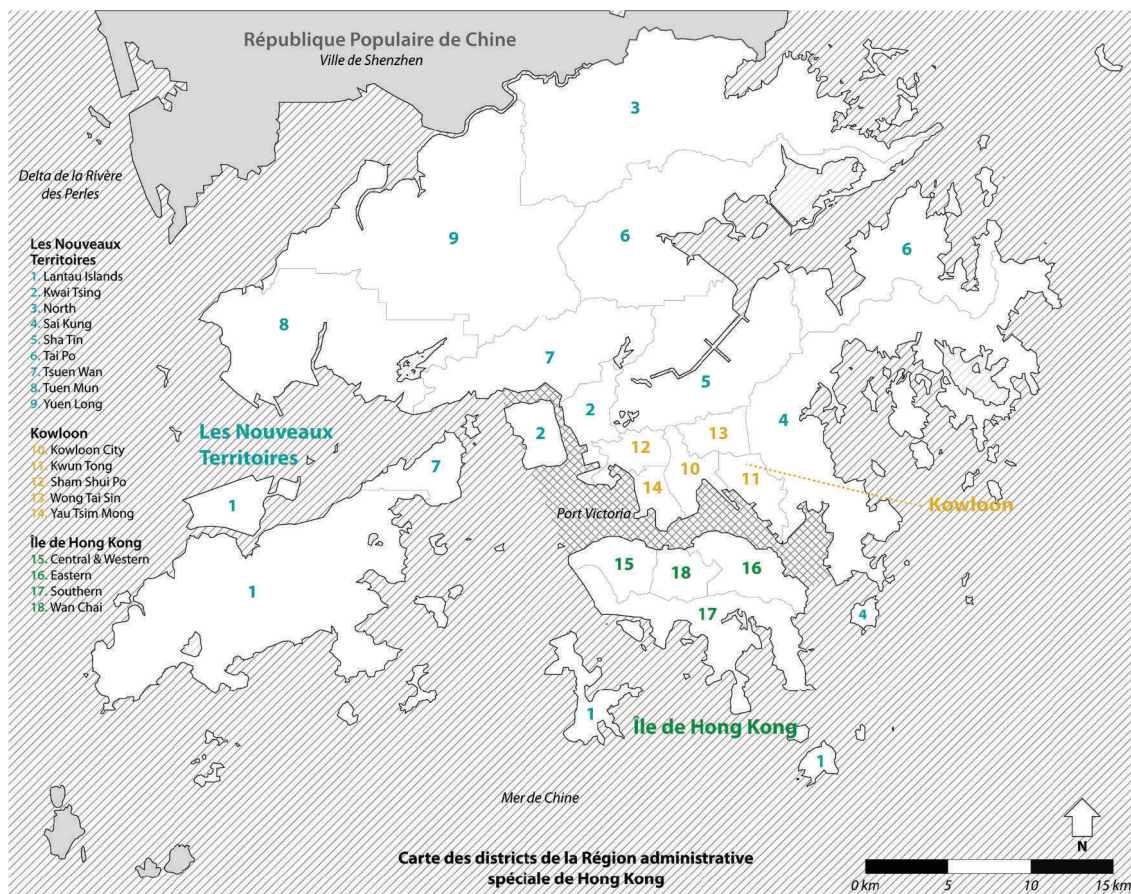 République Populaire de Chine
Ville de Shenzhen
3
Delta de la Rivère
des Perles
9
6
6
Les Nouveaux
Territoires
1. Lantau Islands
2. Kwai Tsing
3. North
4. Sai Kung
5. Sha Tin
6. Tai Po
7. Tsuen Wan
8. Tuen Mun
9. Yuen Long
Kowloon
10. Kowloon City
11. Kwun Tong
12. Sham Shui Po
13. Wong Tai Sin
14. Yau Tsim Mong
Île de Hong Kong
15. Central & Western
16. Eastern
17. Southern
18. Wan Chai
8
7
5
2
4
Les Nouveaux
Territoires
2
13
12
7
10
11
14
1
Kowloon
Port Victoria
15
18
16
1
17
4
1
Île de Hong Kong
1
Mer de Chine
N
Carte des districts de la Région administrative
spéciale de Hong Kong
0 km
5
10
15 km